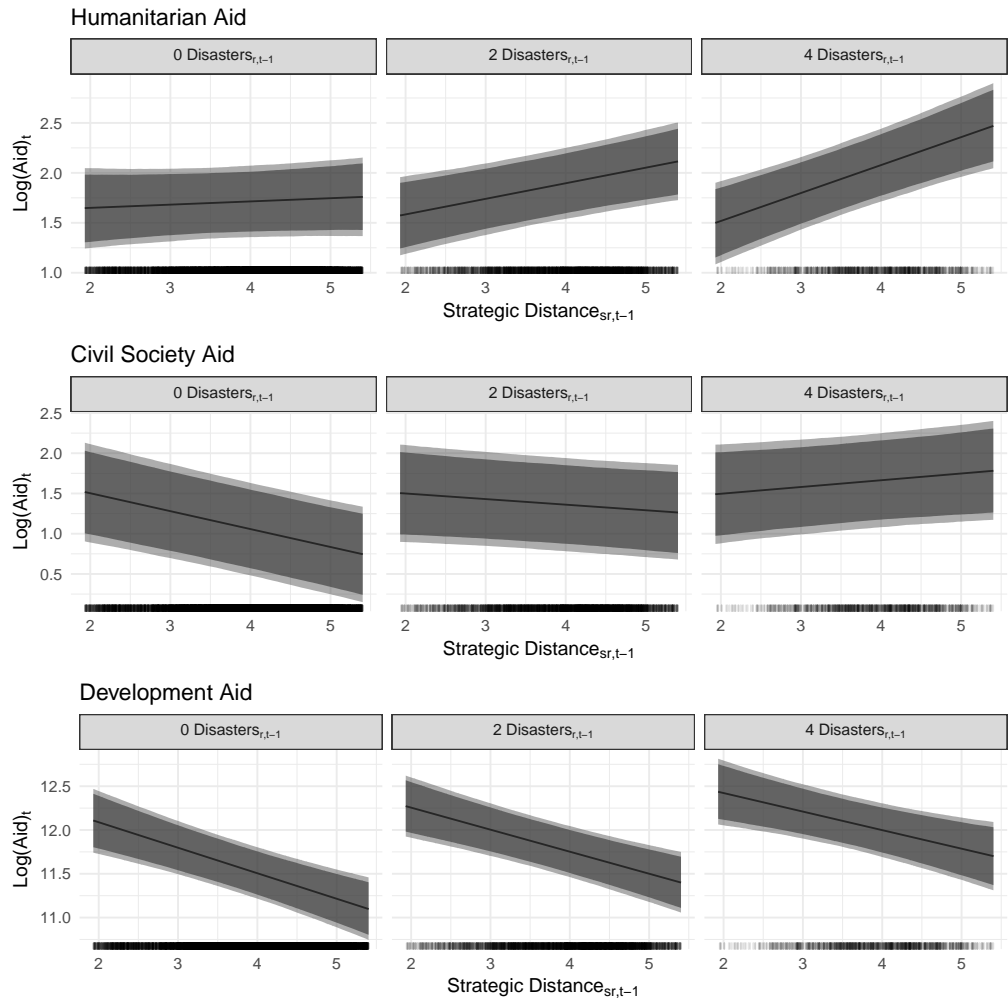 Humanitarian Aid
0 Disasters r,t−1 2 Disasters r,t−1 4 Disasters r,t−1
Log(Aid)t
2.5
2.0
1.5
1.0
2 3 4 5 2 3 4 5 2 3 4 5
Strategic Distance sr,t−1
Civil Society Aid
0 Disasters r,t−1 2 Disasters r,t−1 4 Disasters r,t−1
Log(Aid)t
2.5
2.0
1.5
1.0
0.5
2 3 4 5 2 3 4 5 2 3 4 5
Strategic Distance sr,t−1
Development Aid
0 Disasters r,t−1 2 Disasters r,t−1 4 Disasters r,t−1
Log(Aid)t
12.5
12.0
11.5
11.0
2 3 4 5 2 3 4 5 2 3 4 5
Strategic Distance sr,t−1